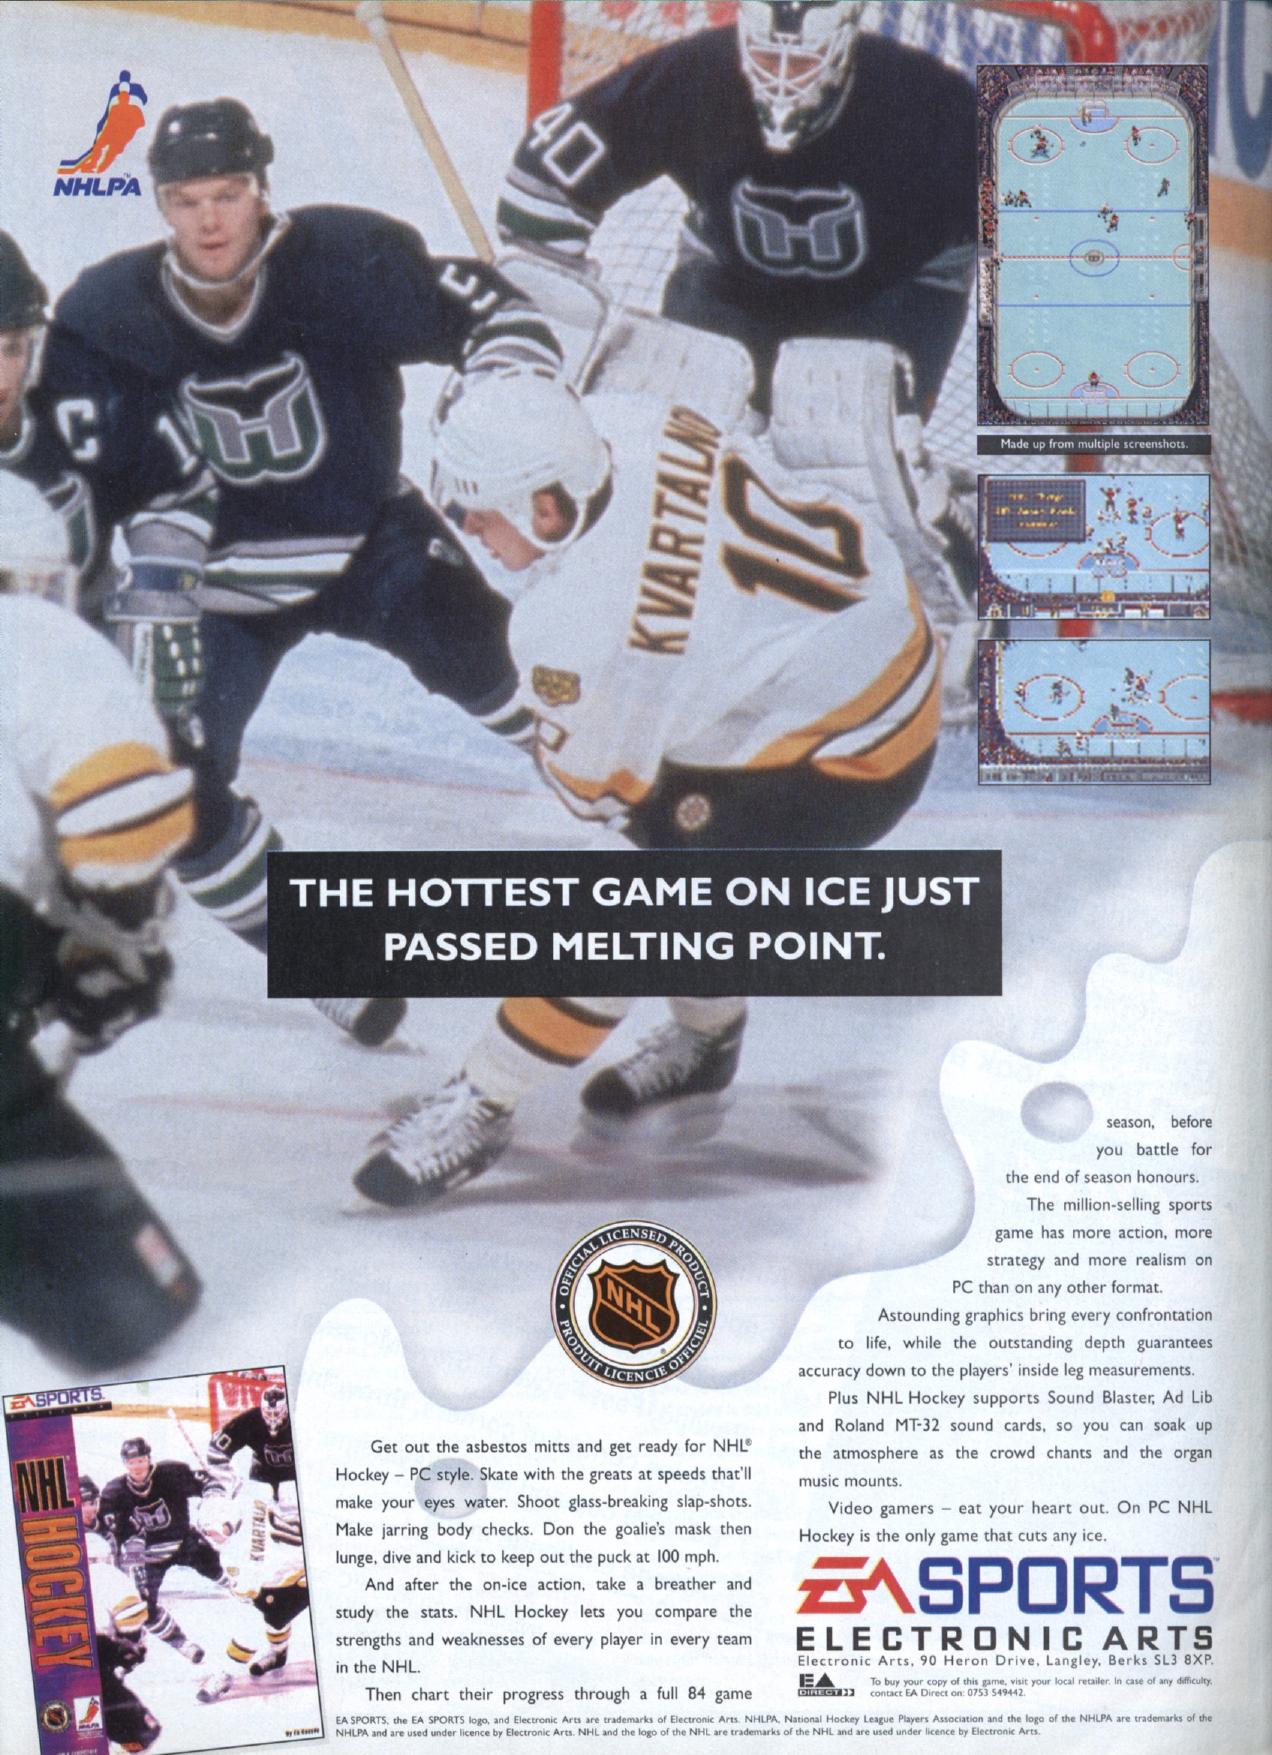 NHLPA
40
C
KVARTALNO
10
Made up from multiple screenshots.
THE HOTTEST GAME ON ICE JUST
PASSED MELTING POINT.
OFFICIAL LICENSED PRODUCT
NHL
PRODUIT LICENCIE OFFICIEL
EA SPORTS
NHL HOCKEY
Get out the asbestos mitts and get ready for NHL®
Hockey – PC style. Skate with the greats at speeds that'll
make your eyes water. Shoot glass-breaking slap-shots.
Make jarring body checks. Don the goalie's mask then
lunge, dive and kick to keep out the puck at 100 mph.
And after the on-ice action, take a breather and
study the stats. NHL Hockey lets you compare the
strengths and weaknesses of every player in every team
in the NHL.
Then chart their progress through a full 84 game
season, before
you battle for
the end of season honours.
The million-selling sports
game has more action, more
strategy and more realism on
PC than on any other format.
Astounding graphics bring every confrontation
to life, while the outstanding depth guarantees
accuracy down to the players' inside leg measurements.
Plus NHL Hockey supports Sound Blaster, Ad Lib
and Roland MT-32 sound cards, so you can soak up
the atmosphere as the crowd chants and the organ
music mounts.
Video gamers – eat your heart out. On PC NHL
Hockey is the only game that cuts any ice.
EA SPORTS™
ELECTRONIC ARTS
Electronic Arts, 90 Heron Drive, Langley, Berks SL3 8XP.
EA DIRECT
To buy your copy of this game, visit your local retailer. In case of any difficulty,
contact EA Direct on: 0753 549442.
EA SPORTS, the EA SPORTS logo, and Electronic Arts are trademarks of Electronic Arts. NHLPA, National Hockey League Players Association and the logo of the NHLPA are trademarks of the
NHLPA and are used under licence by Electronic Arts. NHL and the logo of the NHL are trademarks of the NHL and are used under licence by Electronic Arts.